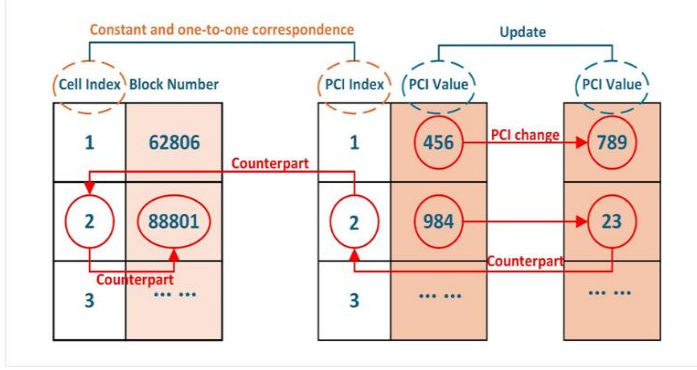 Constant and one-to-one correspondence
Update
Cell Index Block Number PCI Index PCI Value PCI Value
1 62806 1 456 PCI change 789
Counterpart
2 88801 2 984 23
Counterpart
Counterpart
3 ... ... 3 ... ... ... ...